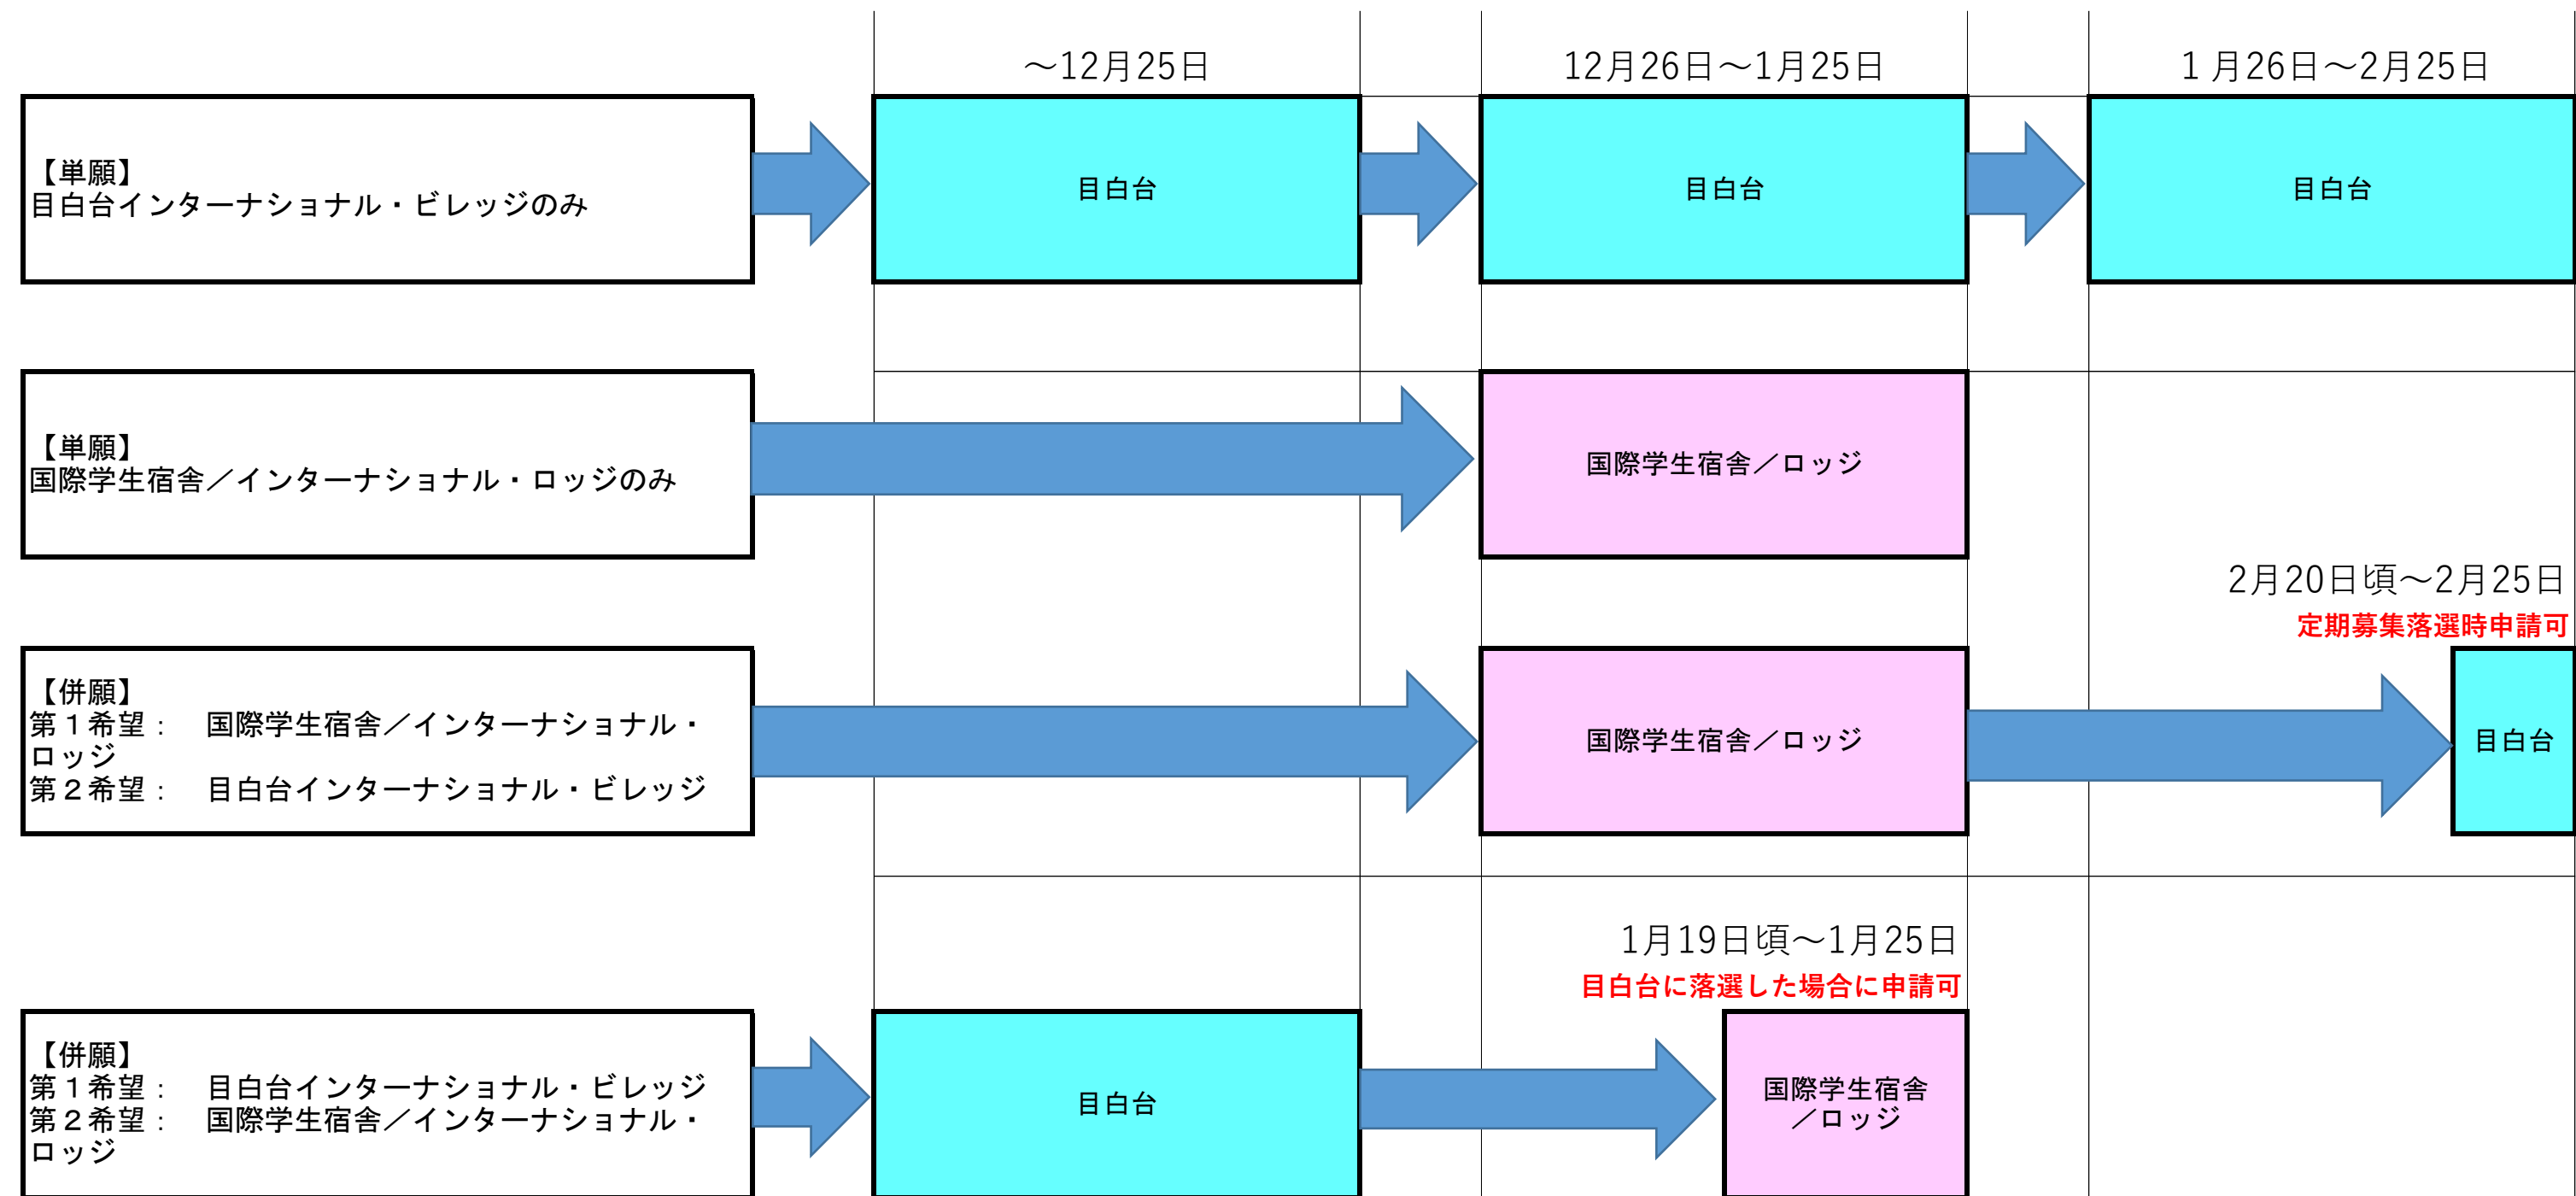 ～12月25日
12月26日～1月25日
1月26日～2月25日
【単願】
目白台インターナショナル・ビレッジのみ
目白台
目白台
目白台
【単願】
国際学生宿舎／インターナショナル・ロッジのみ
国際学生宿舎／ロッジ
2月20日頃～2月25日
定期募集落選時申請可
【併願】
第１希望： 国際学生宿舎／インターナショナル・
ロッジ
第２希望： 目白台インターナショナル・ビレッジ
国際学生宿舎／ロッジ
目白台
1月19日頃～1月25日
目白台に落選した場合に申請可
【併願】
第１希望： 目白台インターナショナル・ビレッジ
第２希望： 国際学生宿舎／インターナショナル・
ロッジ
目白台
国際学生宿舎
／ロッジ